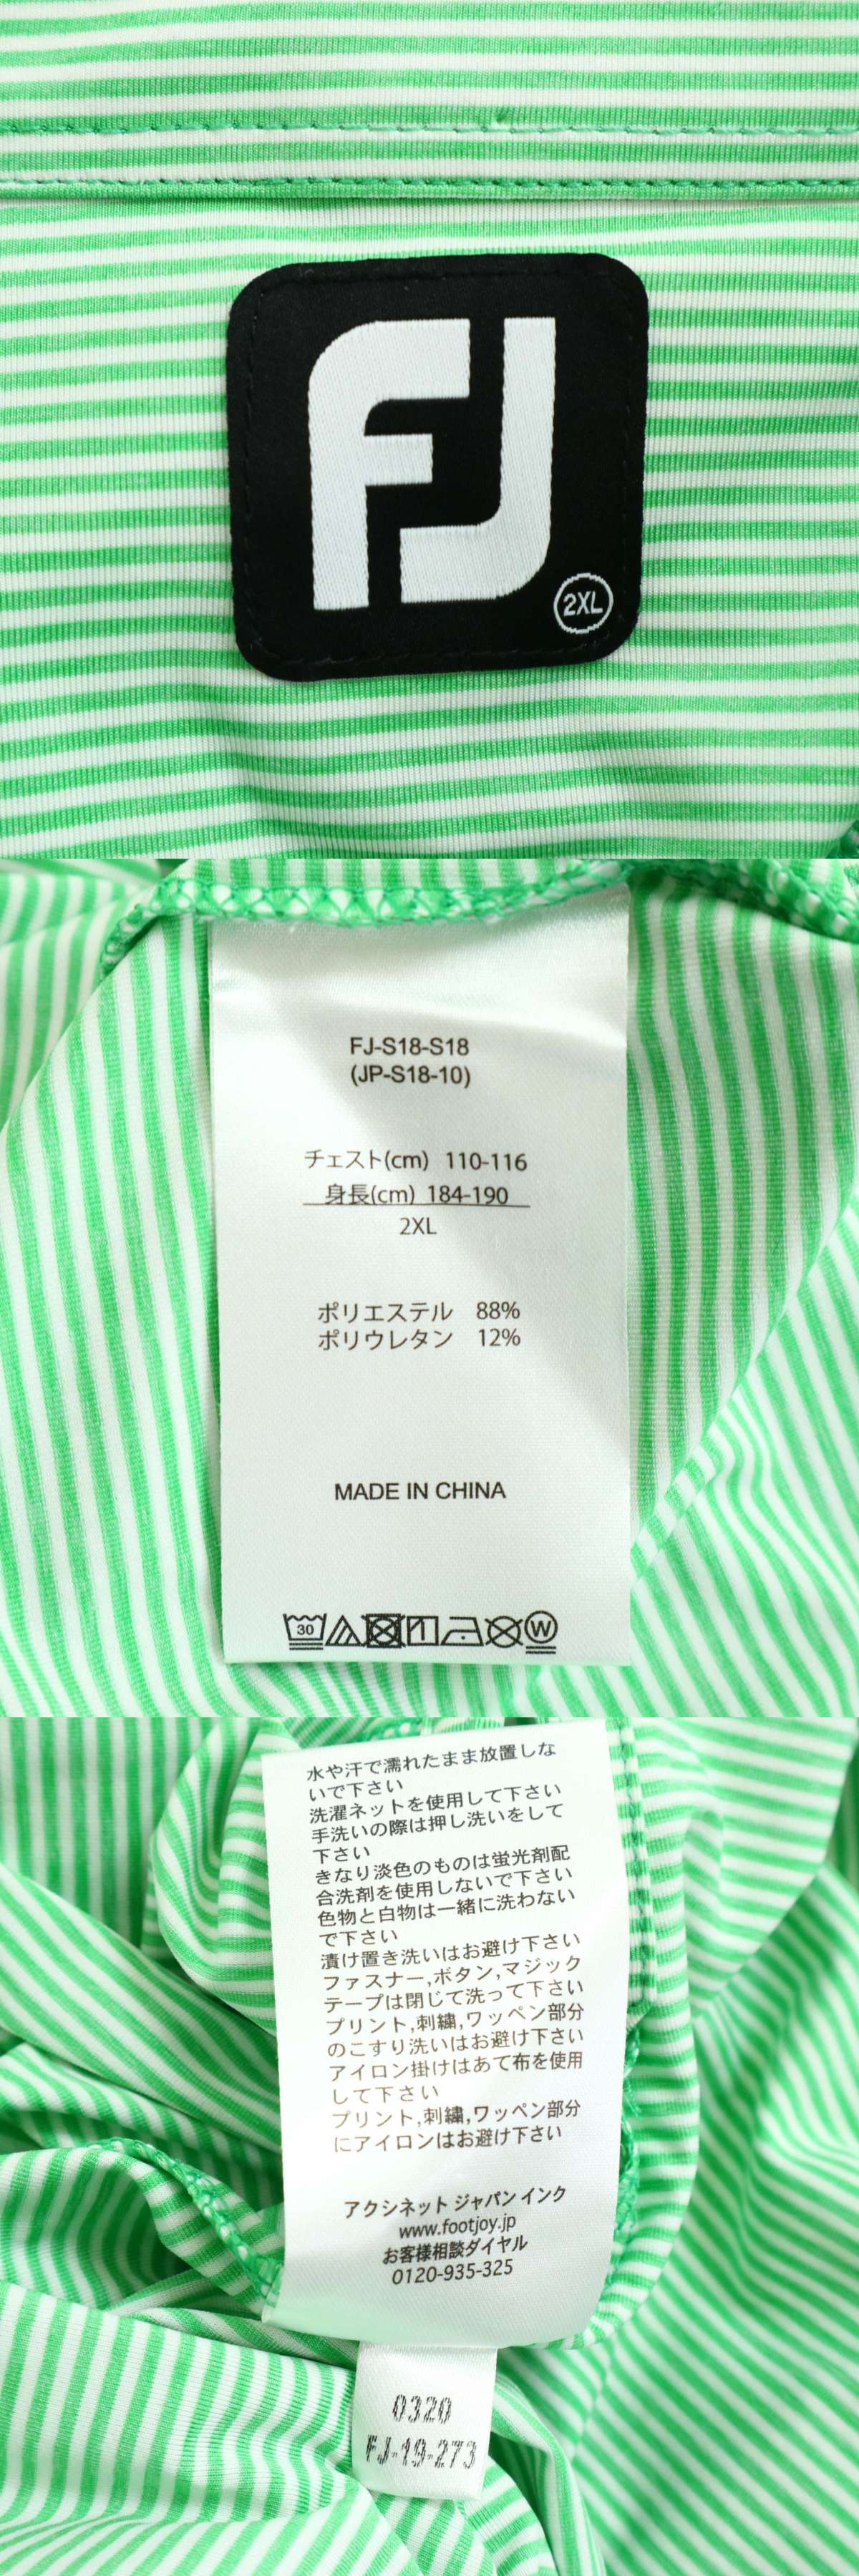 FJ
2XL
FJ-S18-S18
(JP-S18-10)
チェスト(cm) 110-116
身長(cm) 184-190
2XL
ポリエステル 88%
ポリウレタン 12%
MADE IN CHINA
30
W
水や汗で濡れたまま放置しな
いで下さい
洗濯ネットを使用して下さい
手洗いの際は押し洗いをして
下さい
きなり淡色のものは蛍光剤配
合洗剤を使用しないで下さい
色物と白物は一緒に洗わない
で下さい
漬け置き洗いはお避け下さい
ファスナー,ボタン,マジック
テープは閉じて洗って下さい
プリント,刺繍,ワッペン部分
のこすり洗いはお避け下さい
アイロン掛けはあて布を使用
して下さい
プリント,刺繍,ワッペン部分
にアイロンはお避け下さい
アクシネット ジャパン インク
www.footjoy.jp
お客様相談ダイヤル
0120-935-325
0320
FJ-19-273